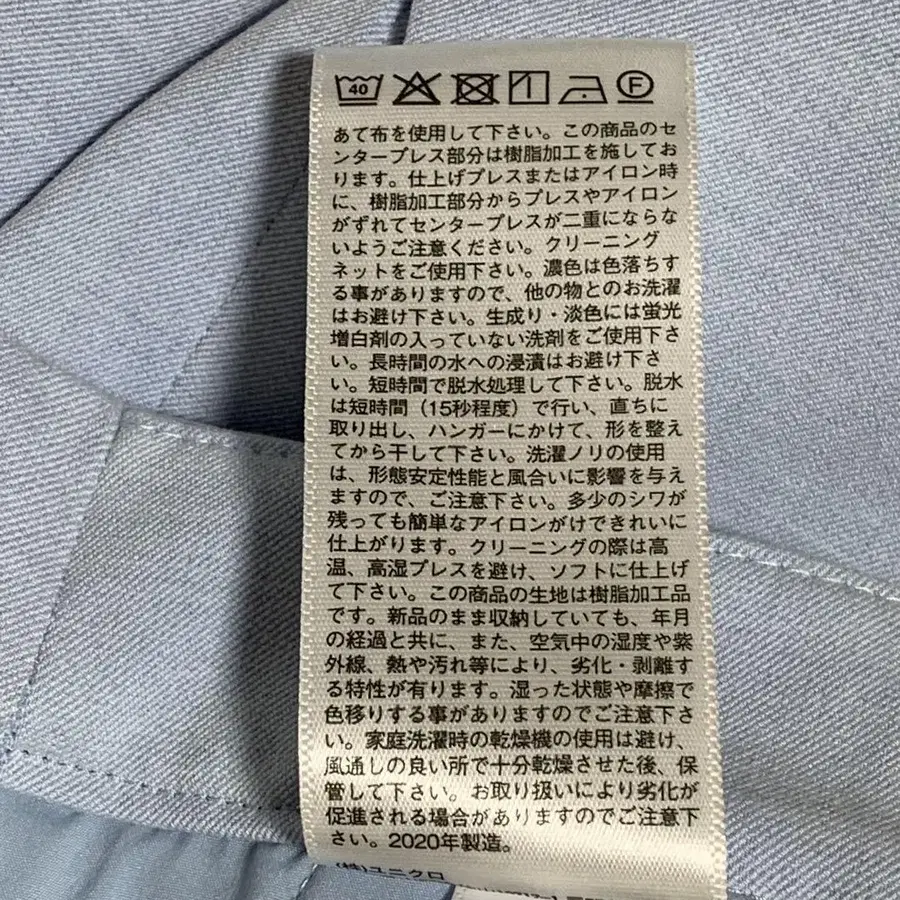 40 F
あて布を使用して下さい。この商品のセ
ンタープレス部分は樹脂加工を施してお
ります。仕上げプレスまたはアイロン時
に、樹脂加工部分からプレスやアイロン
がずれてセンタープレスが二重にならな
いようご注意ください。クリーニング
ネットをご使用下さい。濃色は色落ちす
る事がありますので、他の物とのお洗濯
はお避け下さい。生成り・淡色には蛍光
増白剤の入っていない洗剤をご使用下さ
い。長時間の水への浸漬はお避け下さ
い。短時間で脱水処理して下さい。脱水
は短時間（15秒程度）で行い、直ちに
取り出し、ハンガーにかけて、形を整え
てから干して下さい。洗濯ノリの使用
は、形態安定性能と風合いに影響を与え
ますので、ご注意下さい。多少のシワが
残っても簡単なアイロンがけできれいに
仕上がります。クリーニングの際は高
温、高湿プレスを避け、ソフトに仕上げ
て下さい。この商品の生地は樹脂加工品
です。新品のまま収納していても、年月
の経過と共に、また、空気中の湿度や紫
外線、熱や汚れ等により、劣化・剥離す
る特性が有ります。湿った状態や摩擦で
色移りする事がありますのでご注意下さ
い。家庭洗濯時の乾燥機の使用は避け、
風通しの良い所で十分乾燥させた後、保
管して下さい。お取り扱いにより劣化が
促進される場合がありますのでご注意下
さい。2020年製造。
(株)ユニクロ